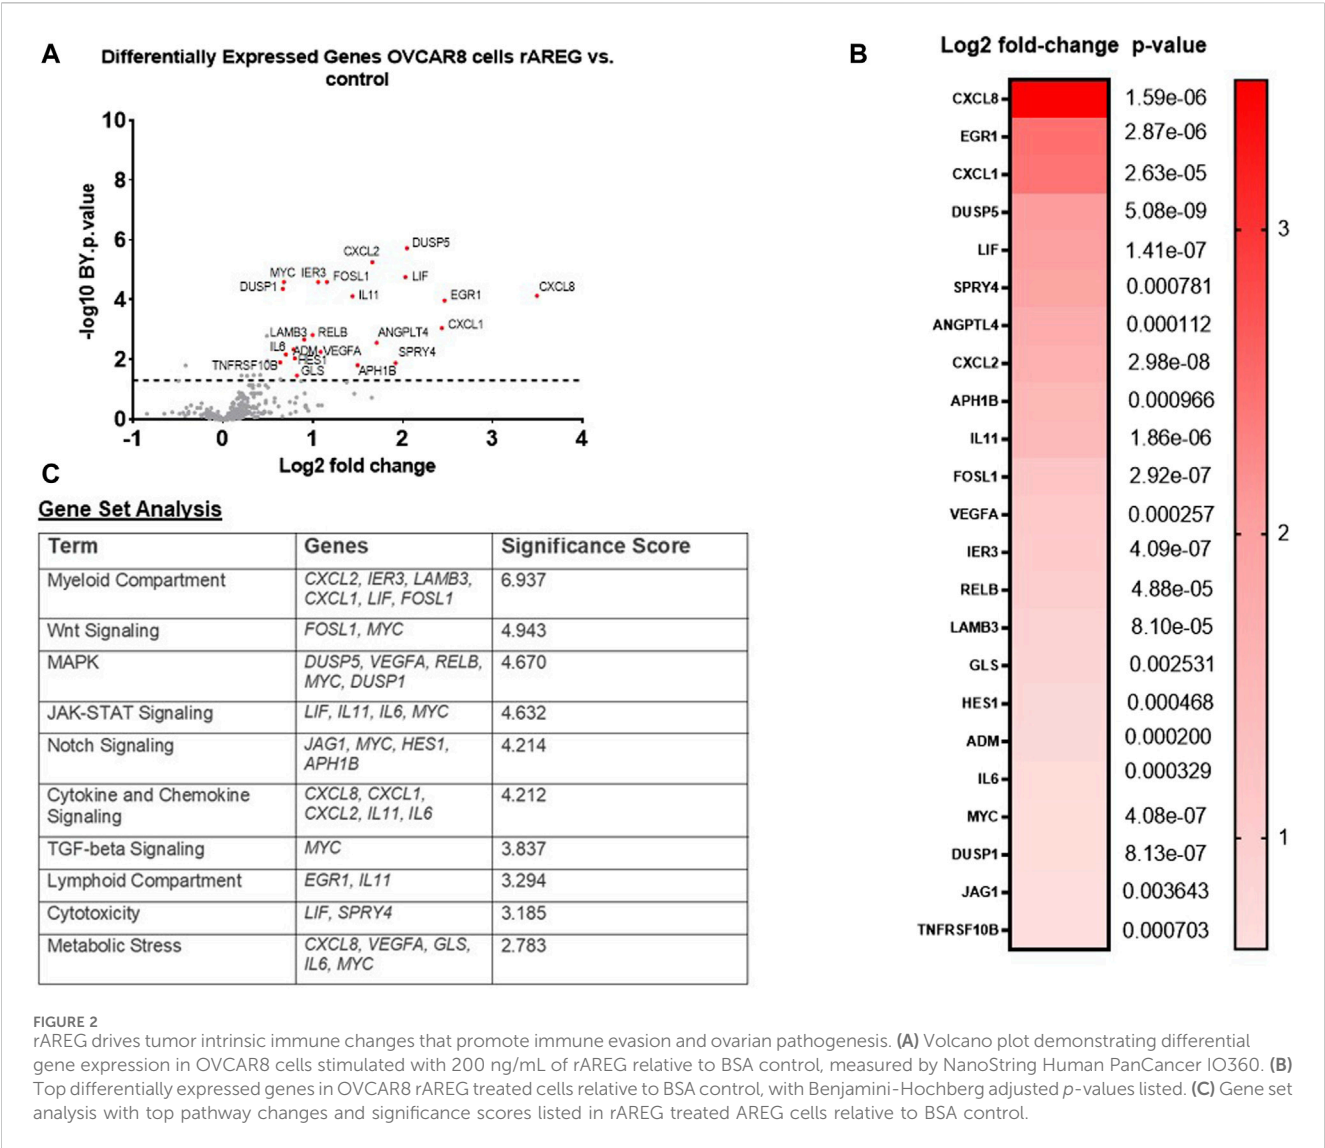 A
Differentially Expressed Genes OVCAR8 cells rAREG vs.
control
-log10 BY.p.value
10
8
6
4
2
0
-1
0
1
2
3
4
Log2 fold change
DUSP5
CXCL2
MYC
IER3
FOSL1
LIF
DUSP1
IL11
EGR1
CXCL8
CXCL1
LAMB3
RELB
ANGPLT4
IL6
ADM
VEGFA
SPRY4
HES1
TNFRSF10B
GLS
APH1B
B
Log2 fold-change p-value
CXCL8 1.59e-06
EGR1 2.87e-06
CXCL1 2.63e-05
DUSP5 5.08e-09
LIF 1.41e-07
SPRY4 0.000781
ANGPTL4 0.000112
CXCL2 2.98e-08
APH1B 0.000966
IL11 1.86e-06
FOSL1 2.92e-07
VEGFA 0.000257
IER3 4.09e-07
RELB 4.88e-05
LAMB3 8.10e-05
GLS 0.002531
HES1 0.000468
ADM 0.000200
IL6 0.000329
MYC 4.08e-07
DUSP1 8.13e-07
JAG1 0.003643
TNFRSF10B 0.000703
3
2
1
C
Gene Set Analysis
Term Genes Significance Score
Myeloid Compartment CXCL2, IER3, LAMB3, 6.937
CXCL1, LIF, FOSL1
Wnt Signaling FOSL1, MYC 4.943
MAPK DUSP5, VEGFA, RELB, 4.670
MYC, DUSP1
JAK-STAT Signaling LIF, IL11, IL6, MYC 4.632
Notch Signaling JAG1, MYC, HES1, 4.214
APH1B
Cytokine and Chemokine CXCL8, CXCL1, 4.212
Signaling CXCL2, IL11, IL6
TGF-beta Signaling MYC 3.837
Lymphoid Compartment EGR1, IL11 3.294
Cytotoxicity LIF, SPRY4 3.185
Metabolic Stress CXCL8, VEGFA, GLS, 2.783
IL6, MYC
FIGURE 2
rAREG drives tumor intrinsic immune changes that promote immune evasion and ovarian pathogenesis. (A) Volcano plot demonstrating differential
gene expression in OVCAR8 cells stimulated with 200 ng/mL of rAREG relative to BSA control, measured by NanoString Human PanCancer IO360. (B)
Top differentially expressed genes in OVCAR8 rAREG treated cells relative to BSA control, with Benjamini-Hochberg adjusted p-values listed. (C) Gene set
analysis with top pathway changes and significance scores listed in rAREG treated AREG cells relative to BSA control.